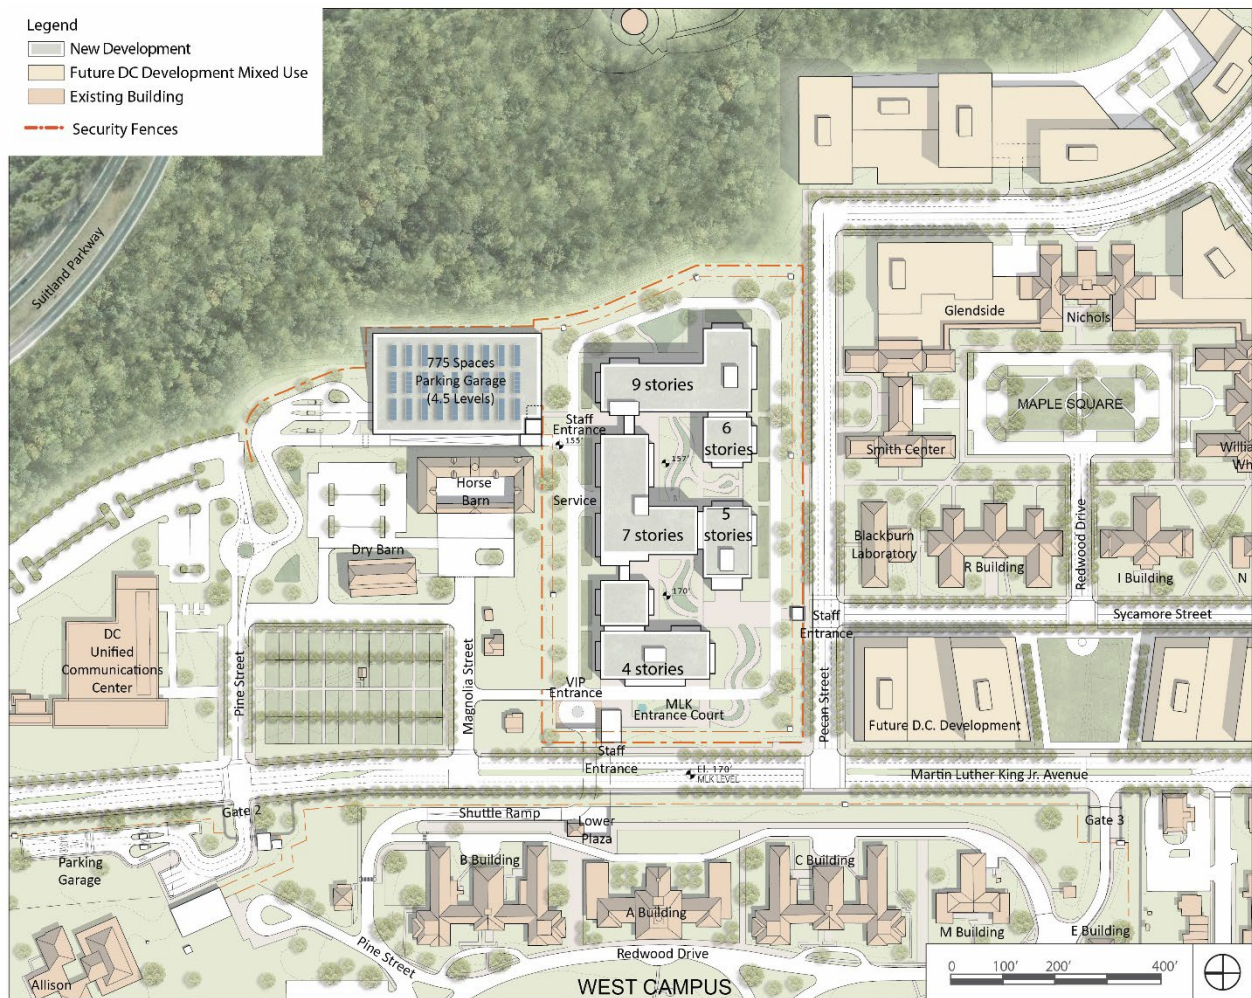 Legend
New Development
Future DC Development Mixed Use
Existing Building
Security Fences
Suitland Parkway
775 Spaces
Parking Garage
(4.5 Levels)
9 stories
Glendside
Nichols
Staff
Entrance
155'
6
stories
157'
MAPLE SQUARE
Smith Center
Willia
Wh
Horse
Barn
Service
7 stories
5
stories
Dry Barn
Blackburn
Laboratory
R Building
Redwood Drive
I Building
N
170'
Staff
Entrance
Sycamore Street
DC
Unified
Communications
Center
Pine Street
Magnolia Street
4 stories
VIP
Entrance
MLK
Entrance Court
Pecan Street
Future D.C. Development
Staff
Entrance
El. 170'
MLK LEVEL
Martin Luther King Jr. Avenue
Gate 2
Shuttle Ramp
Lower
Plaza
Gate 3
Parking
Garage
B Building
C Building
A Building
M Building
E Building
Pine Street
Redwood Drive
Allison
WEST CAMPUS
0 100' 200' 400'